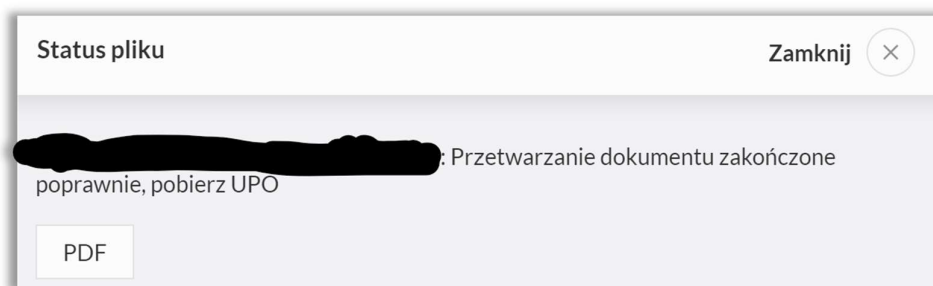 Status pliku
Zamknij
: Przetwarzanie dokumentu zakończone
poprawnie, pobierz UPO
PDF